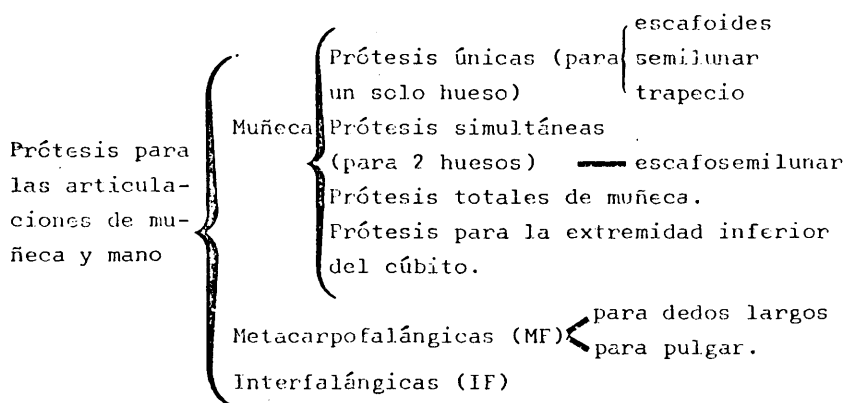 Prótesis para
las articula-
ciones de mu-
ñeca y mano
Muñeca
Prótesis únicas (para
un solo hueso)
escafoides
semilunar
trapecio
Prótesis simultáneas
(para 2 huesos)
escafosemilunar
Prótesis totales de muñeca.
Prótesis para la extremidad inferior
del cúbito.
Metacarpofalángicas (MF)
para dedos largos
para pulgar.
Interfalángicas (IF)